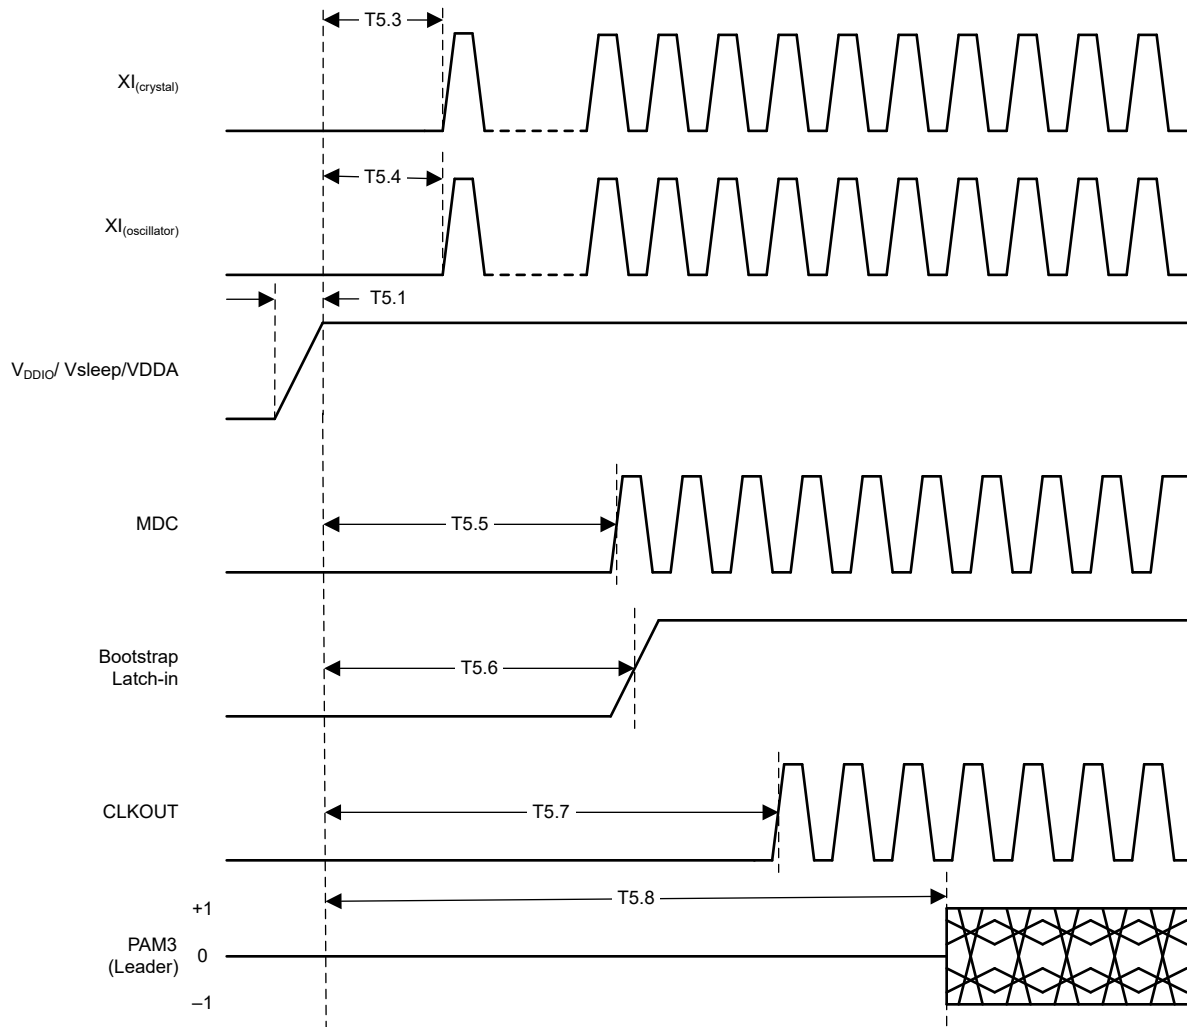 T5.3
XI(crystal)
T5.4
XI(oscillator)
T5.1
VDDIO/ Vsleep/VDDA
MDC
T5.5
Bootstrap
Latch-in
T5.6
CLKOUT
T5.7
T5.8
+1
PAM3
(Leader)
0
–1